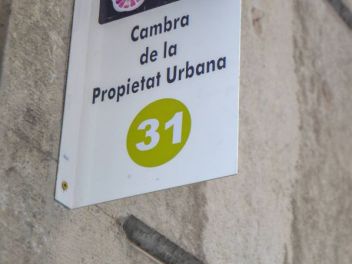 Cambra
de la
Propietat Urbana
31